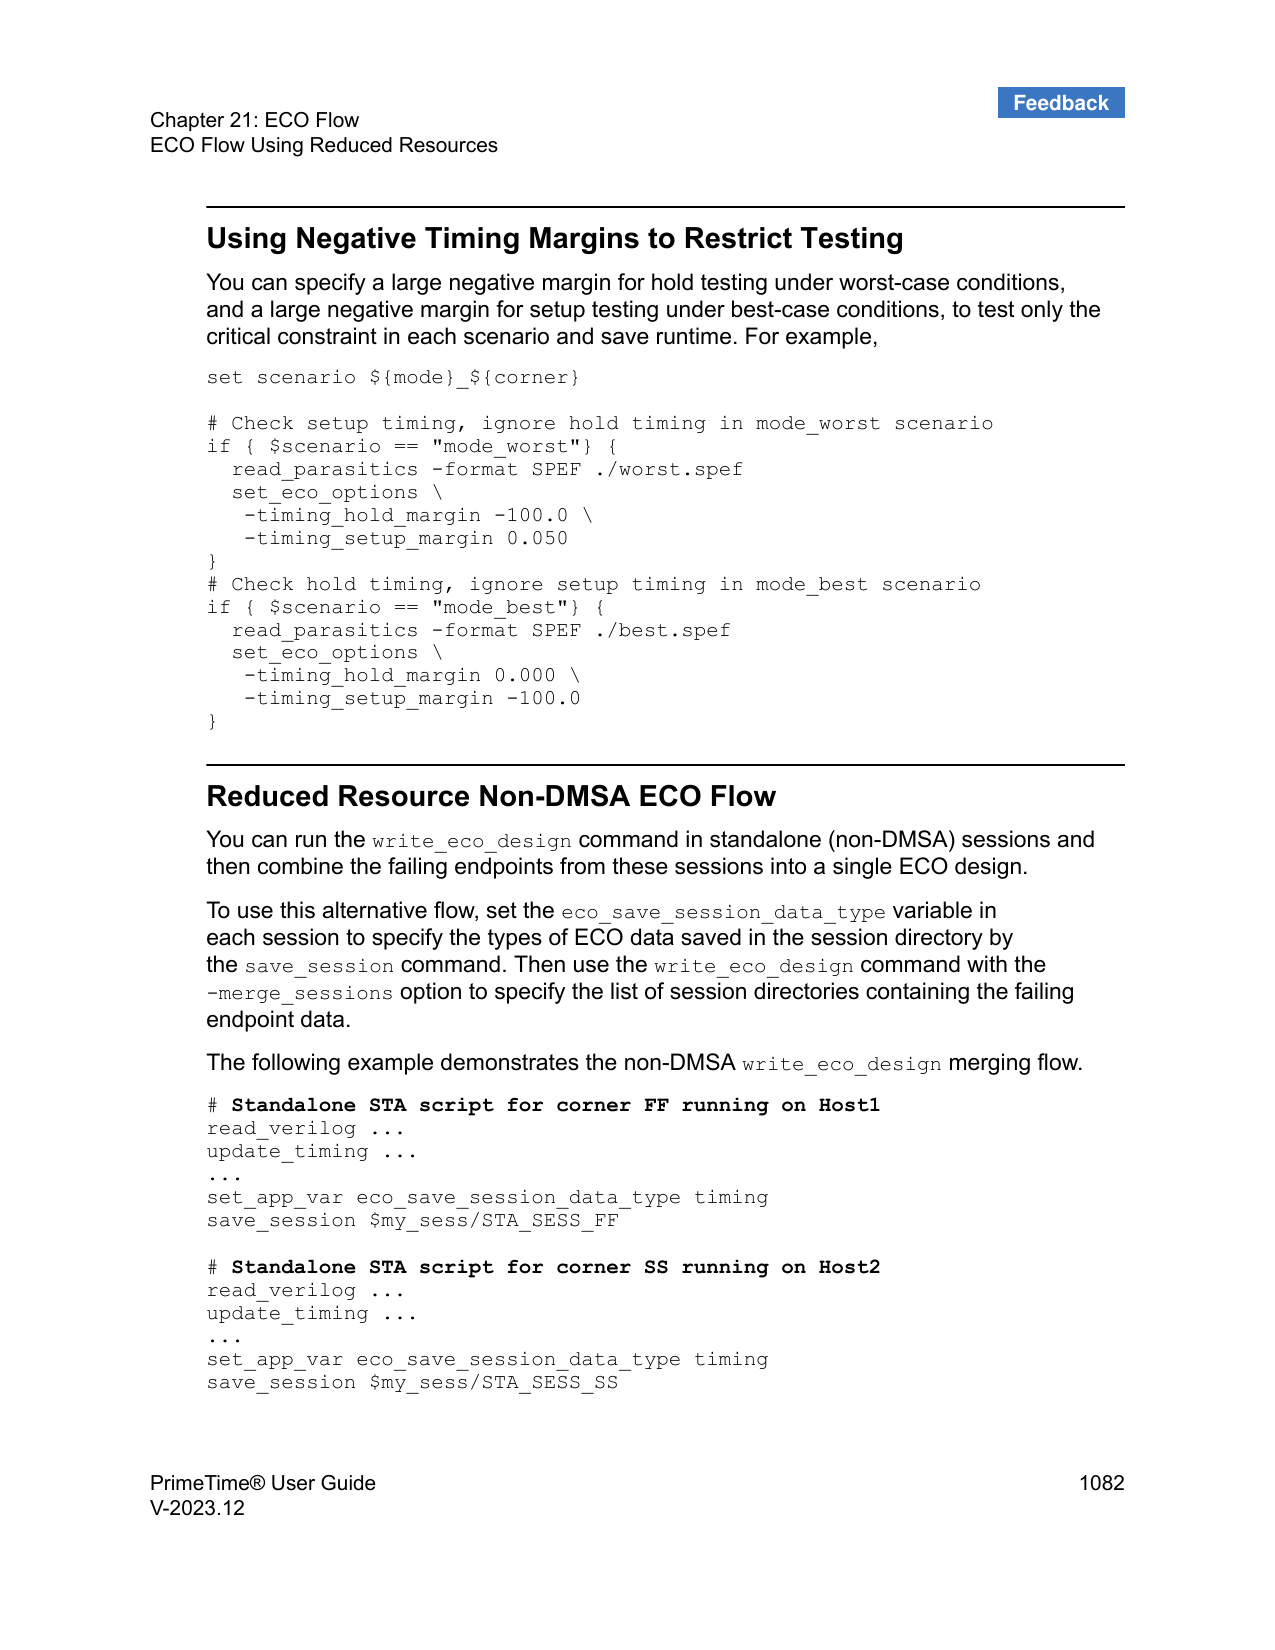 Feedback
Chapter 21: ECO Flow
ECO Flow Using Reduced Resources
Using Negative Timing Margins to Restrict Testing
You can specify a large negative margin for hold testing under worst-case conditions,
and a large negative margin for setup testing under best-case conditions, to test only the
critical constraint in each scenario and save runtime. For example,
set scenario ${mode}_${corner}
# Check setup timing, ignore hold timing in mode_worst scenario
if { $scenario == "mode_worst"} {
  read_parasitics -format SPEF ./worst.spef
  set_eco_options \
   -timing_hold_margin -100.0 \
   -timing_setup_margin 0.050
}
# Check hold timing, ignore setup timing in mode_best scenario
if { $scenario == "mode_best"} {
  read_parasitics -format SPEF ./best.spef
  set_eco_options \
   -timing_hold_margin 0.000 \
   -timing_setup_margin -100.0
}
Reduced Resource Non-DMSA ECO Flow
You can run the write_eco_design command in standalone (non-DMSA) sessions and
then combine the failing endpoints from these sessions into a single ECO design.
To use this alternative flow, set the eco_save_session_data_type variable in
each session to specify the types of ECO data saved in the session directory by
the save_session command. Then use the write_eco_design command with the
-merge_sessions option to specify the list of session directories containing the failing
endpoint data.
The following example demonstrates the non-DMSA write_eco_design merging flow.
# Standalone STA script for corner FF running on Host1
read_verilog ...
update_timing ...
...
set_app_var eco_save_session_data_type timing
save_session $my_sess/STA_SESS_FF
# Standalone STA script for corner SS running on Host2
read_verilog ...
update_timing ...
...
set_app_var eco_save_session_data_type timing
save_session $my_sess/STA_SESS_SS
PrimeTime® User Guide
1082
V-2023.12